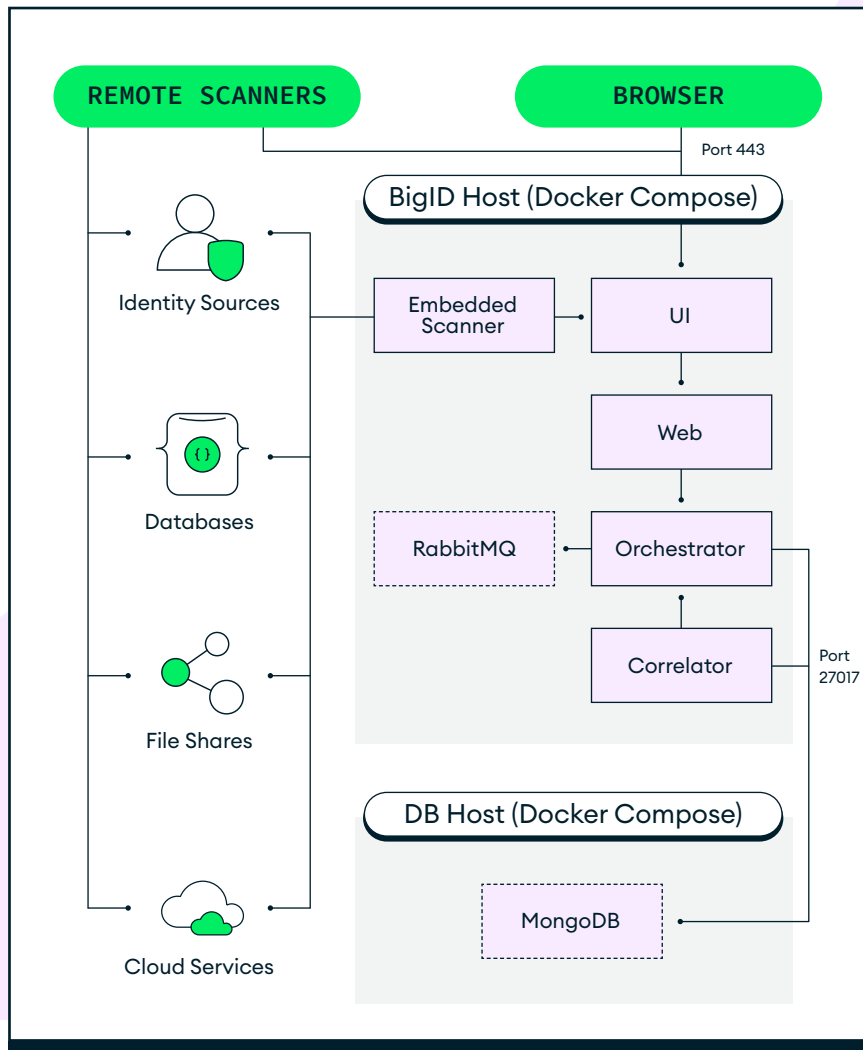 REMOTE SCANNERS
BROWSER
Port 443
BigID Host (Docker Compose)
Identity Sources
Embedded
Scanner
UI
Web
Databases
{ }
RabbitMQ
Orchestrator
Correlator
Port
27017
File Shares
DB Host (Docker Compose)
MongoDB
Cloud Services